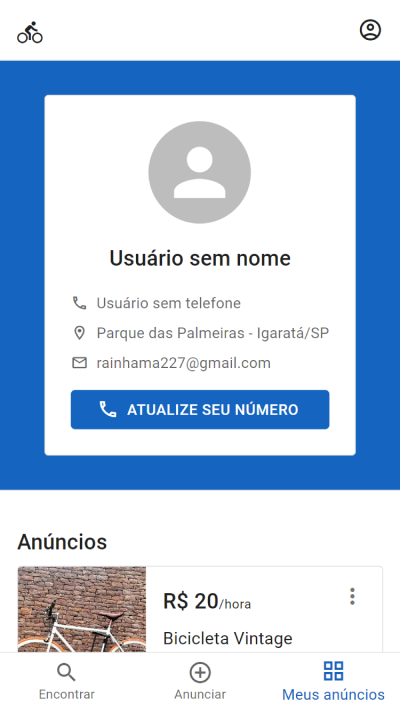 Usuário sem nome
Usuário sem telefone
Parque das Palmeiras - Igaratá/SP
rainhama227@gmail.com
ATUALIZE SEU NÚMERO
Anúncios
R$ 20/hora
Bicicleta Vintage
Encontrar
Anunciar
Meus anúncios